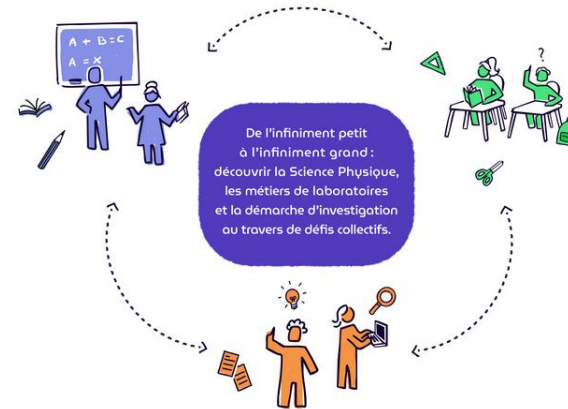 A + B = C
A = X
?
De l'infiniment petit
à l'infiniment grand :
découvrir la Science Physique,
les métiers de laboratoires
et la démarche d'investigation
au travers de défis collectifs.